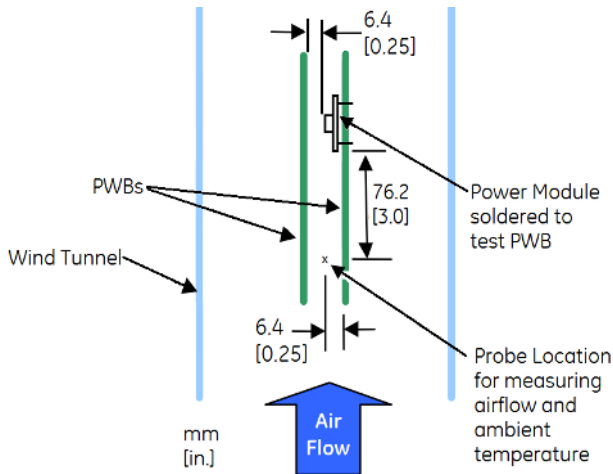 6.4
[0.25]
PWBs
76.2
[3.0]
Power Module
soldered to
test PWB
Wind Tunnel
x
6.4
[0.25]
Probe Location
for measuring
airflow and
ambient
temperature
Air
Flow
mm
[in.]